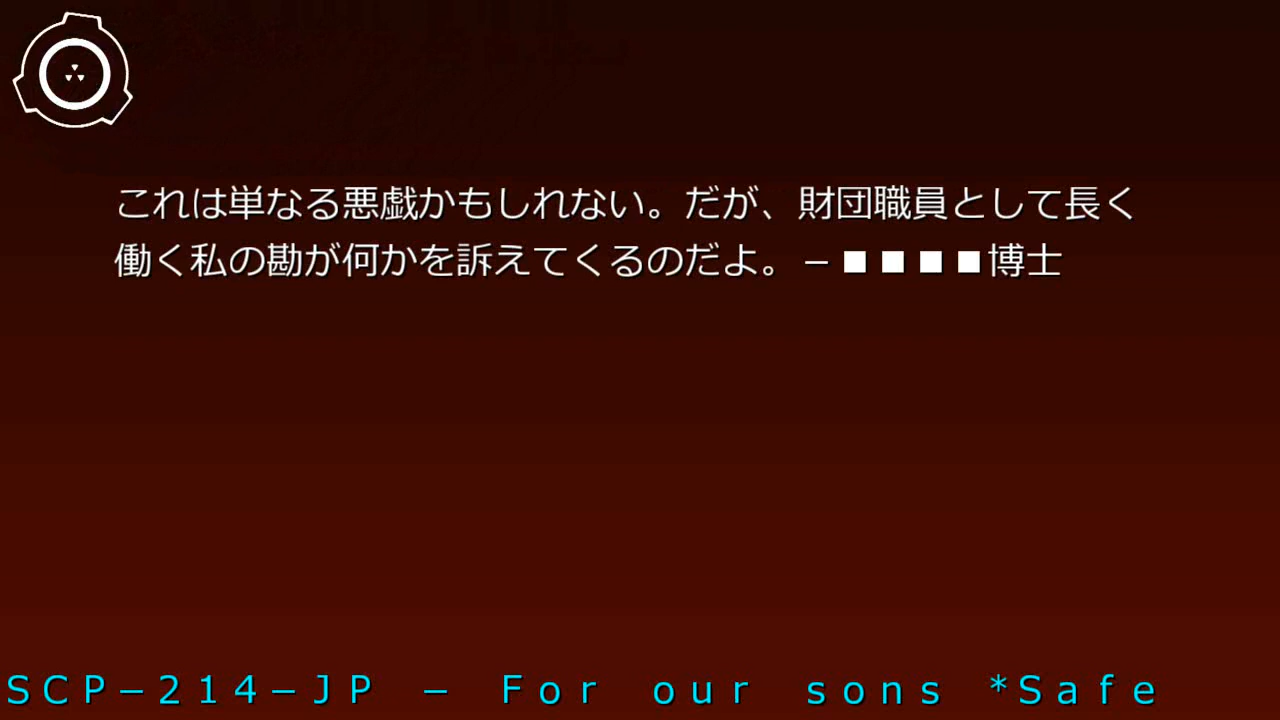 これは単なる悪戯かもしれない。だが、財団職員として長く
働く私の勘が何かを訴えてくるのだよ。－■■■■博士
ＳＣＰ－２１４－ＪＰ　－　Ｆｏｒ　ｏｕｒ　ｓｏｎｓ　＊Ｓａｆｅ